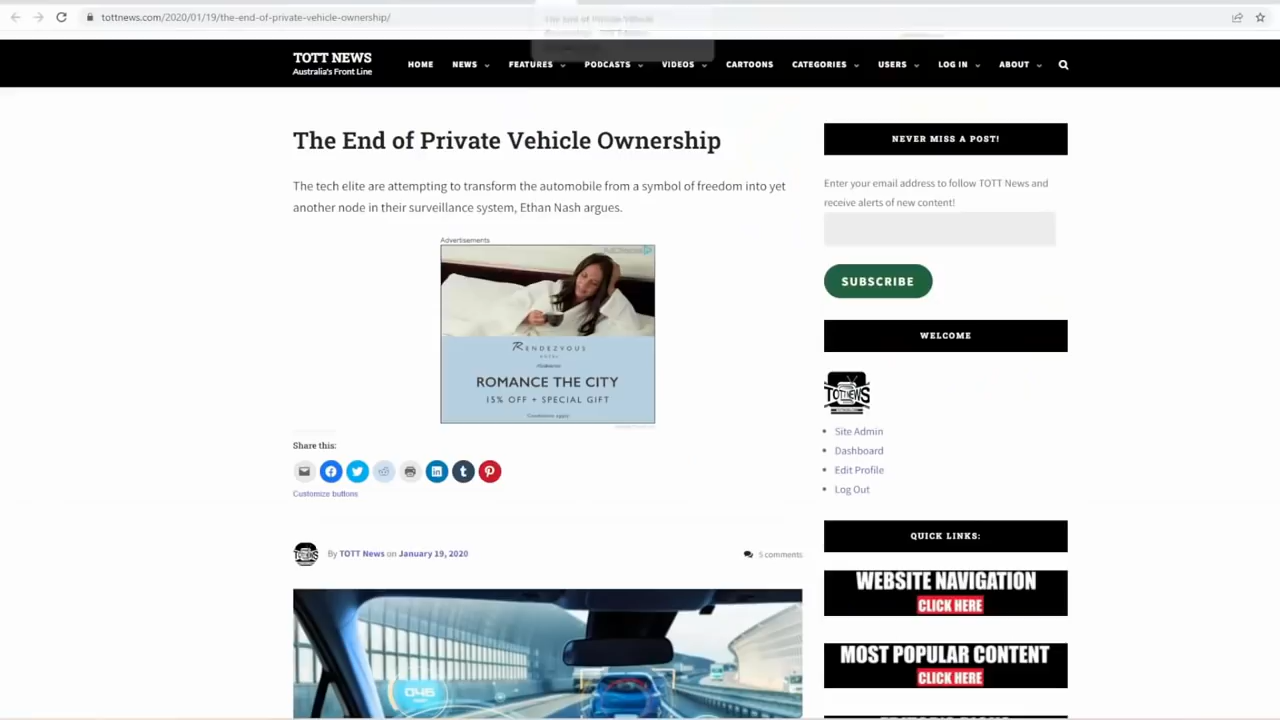 tottnews.com/2020/01/19/the-end-of-private-vehicle-ownership/
TOTT NEWS
Australia's Front Line
HOME NEWS FEATURES PODCASTS VIDEOS CARTOONS CATEGORIES USERS LOG IN ABOUT
The End of Private Vehicle Ownership
The tech elite are attempting to transform the automobile from a symbol of freedom into yet
another node in their surveillance system, Ethan Nash argues.
Advertisements
RENDEZVOUS
HOTEL
ROMANCE THE CITY
15% OFF + SPECIAL GIFT
Conditions apply
Share this:
Customize buttons
By TOTT News on January 19, 2020
5 comments
046
NEVER MISS A POST!
Enter your email address to follow TOTT News and
receive alerts of new content!
SUBSCRIBE
WELCOME
TOTTNEWS
Site Admin
Dashboard
Edit Profile
Log Out
QUICK LINKS:
WEBSITE NAVIGATION
CLICK HERE
MOST POPULAR CONTENT
CLICK HERE